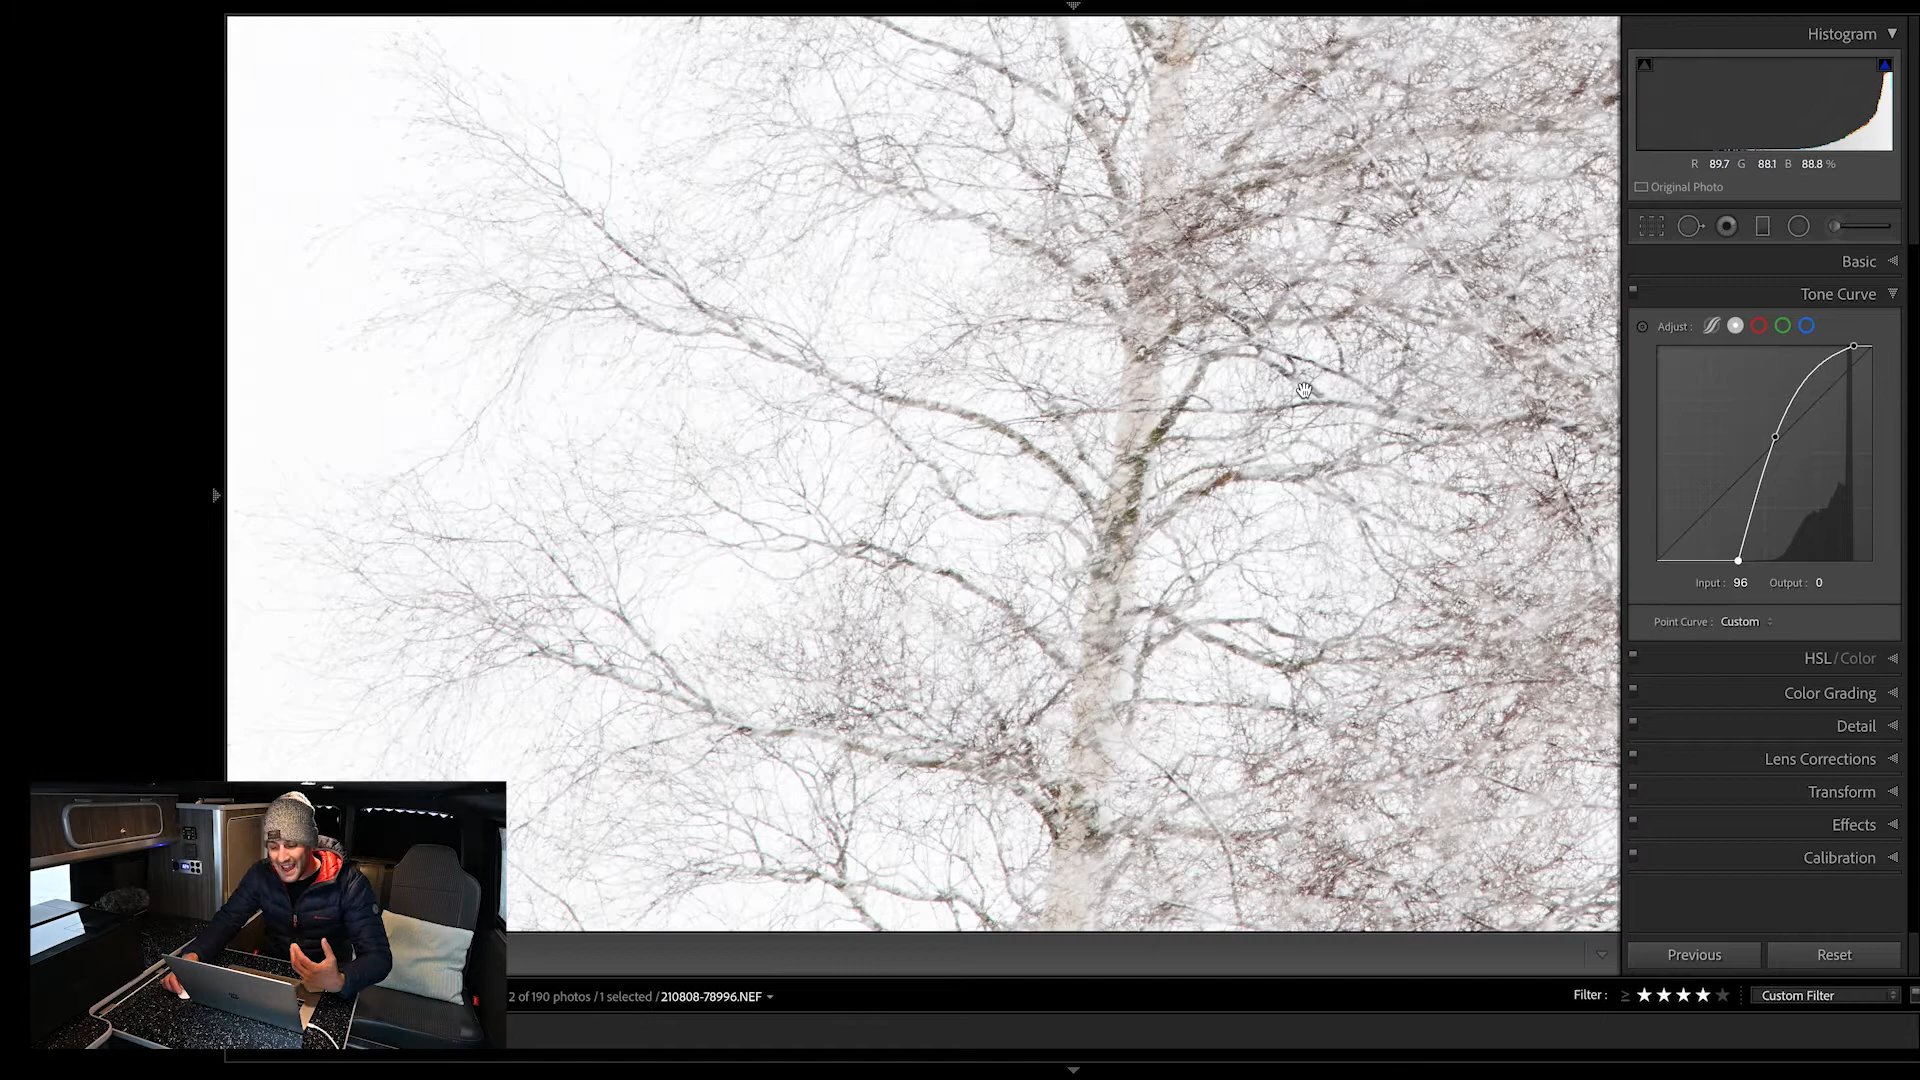 Histogram
R 89.7 G 88.1 B 88.8 %
Original Photo
Basic
Tone Curve
Adjust :
Input : 96 Output : 0
Point Curve : Custom
HSL / Color
Color Grading
Detail
Lens Corrections
Transform
Effects
Calibration
Previous Reset
2 of 190 photos / 1 selected / 210808-78996.NEF
Filter : ≥ ★★★★★ Custom Filter